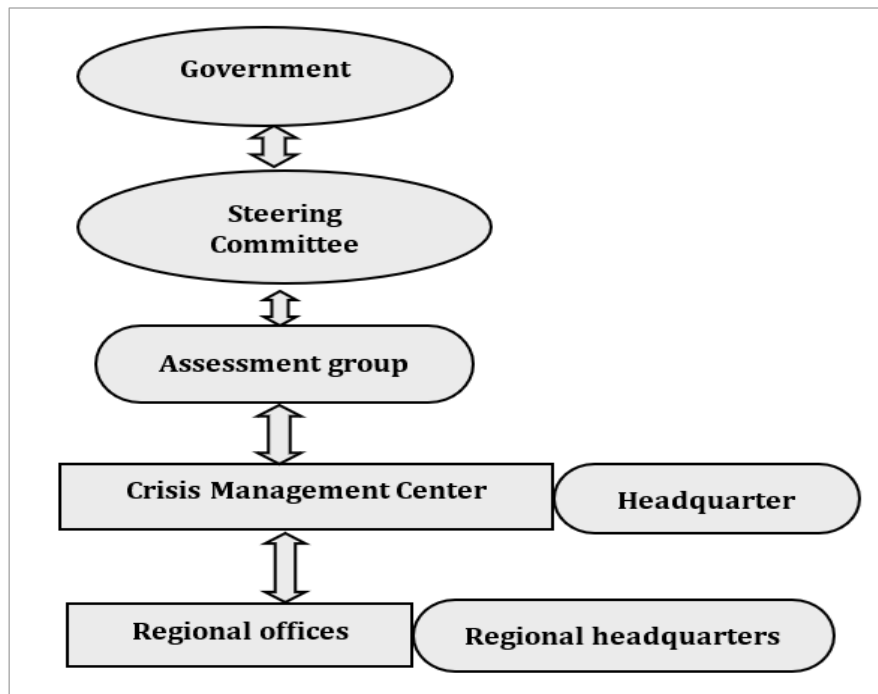 Government
Steering
Committee
Assessment group
Crisis Management Center
Headquarter
Regional offices
Regional headquarters